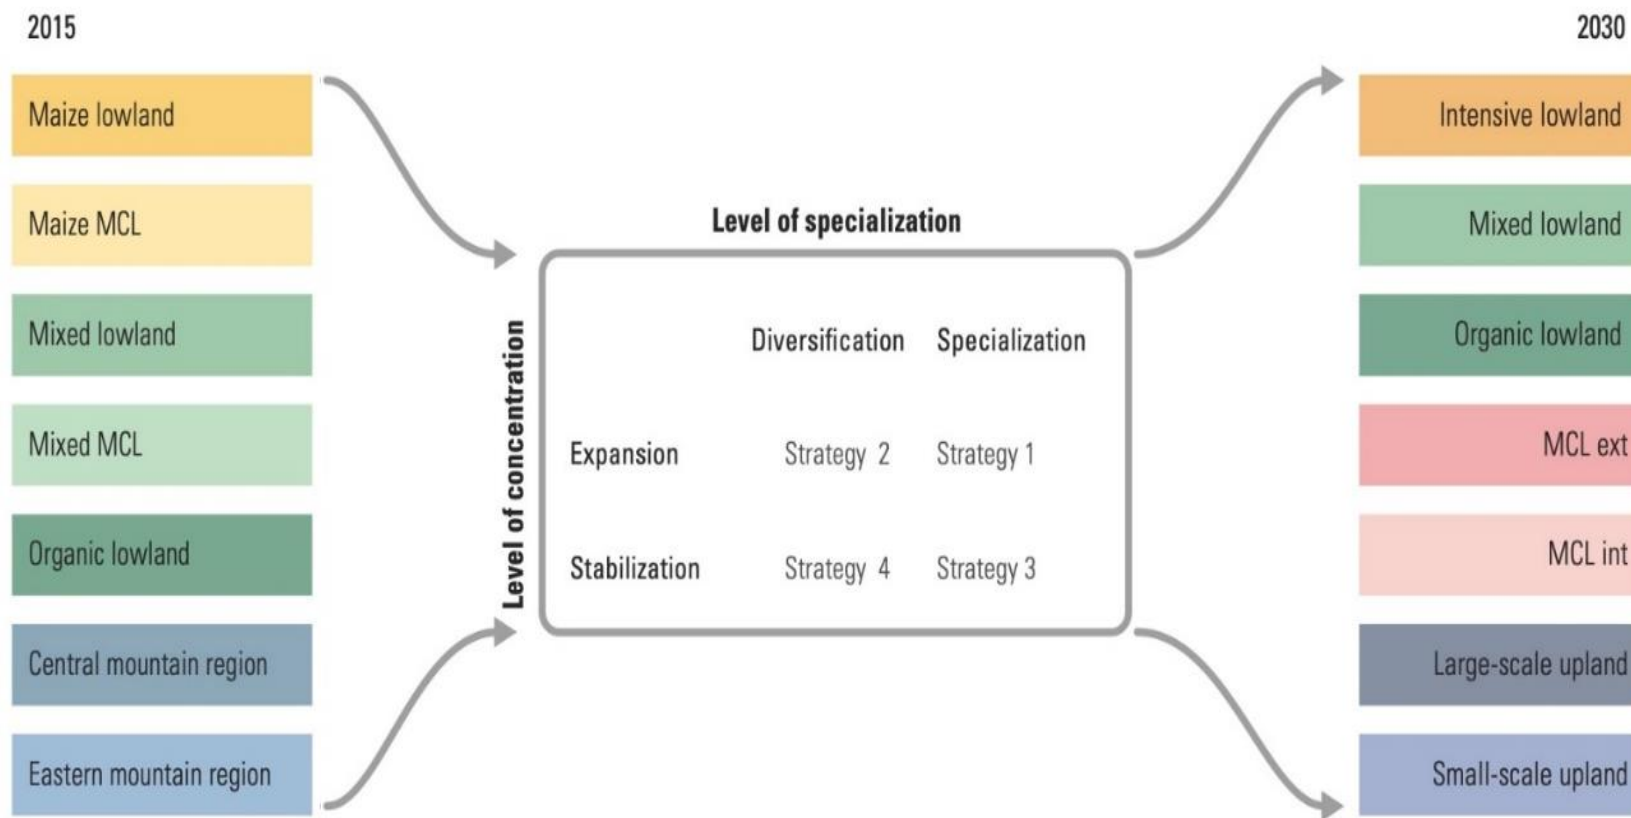 2015
Maize lowland
Maize MCL
Mixed lowland
Mixed MCL
Organic lowland
Central mountain region
Eastern mountain region
Level of specialization
Level of concentration
Diversification Specialization
Expansion Strategy 2 Strategy 1
Stabilization Strategy 4 Strategy 3
2030
Intensive lowland
Mixed lowland
Organic lowland
MCL ext
MCL int
Large-scale upland
Small-scale upland